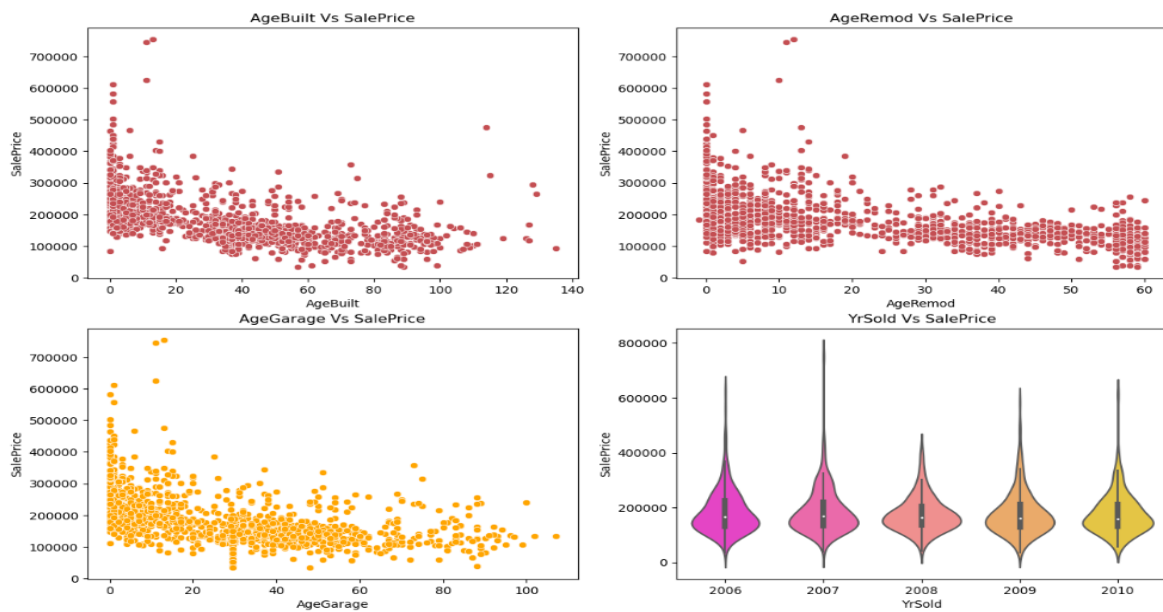 AgeBuilt Vs SalePrice
700000
600000
500000
400000
300000
200000
100000
0
SalePrice
0 20 40 60 80 100 120 140
AgeBuilt
AgeRemod Vs SalePrice
700000
600000
500000
400000
300000
200000
100000
0
SalePrice
0 10 20 30 40 50 60
AgeRemod
AgeGarage Vs SalePrice
700000
600000
500000
400000
300000
200000
100000
0
SalePrice
0 20 40 60 80 100
AgeGarage
YrSold Vs SalePrice
800000
600000
400000
200000
0
SalePrice
2006 2007 2008 2009 2010
YrSold